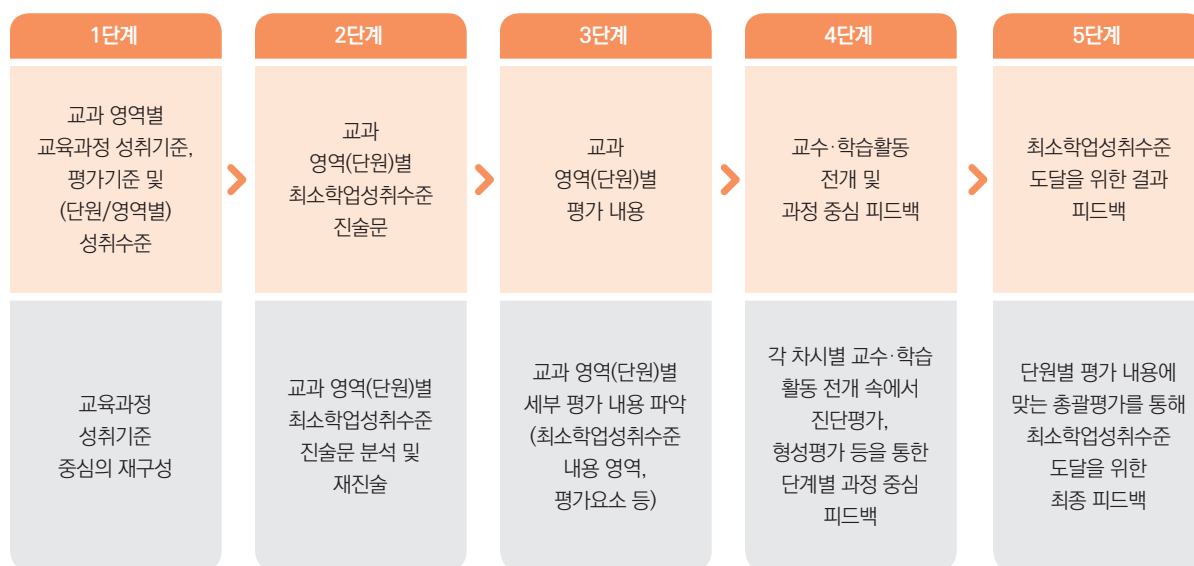 1단계
교과 영역별
교육과정 성취기준,
평가기준 및
(단원/영역별)
성취수준
교육과정
성취기준
중심의 재구성
2단계
교과
영역(단원)별
최소학업성취수준
진술문
교과 영역(단원)별
최소학업성취수준
진술문 분석 및
재진술
3단계
교과
영역(단원)별
평가 내용
교과 영역(단원)별
세부 평가 내용 파악
(최소학업성취수준
내용 영역,
평가요소 등)
4단계
교수·학습활동
전개 및
과정 중심 피드백
각 차시별 교수·학습
활동 전개 속에서
진단평가,
형성평가 등을 통한
단계별 과정 중심
피드백
5단계
최소학업성취수준
도달을 위한 결과
피드백
단원별 평가 내용에
맞는 총괄평가를 통해
최소학업성취수준
도달을 위한
최종 피드백